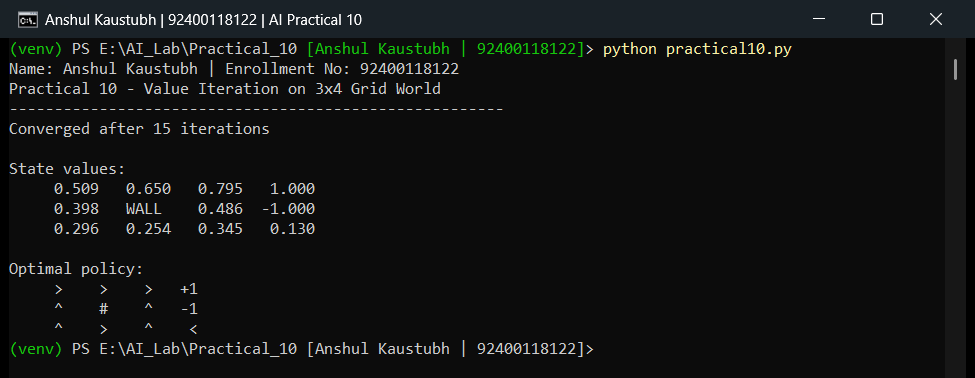 Anshul Kaustubh | 92400118122 | AI Practical 10
(venv) PS E:\AI_Lab\Practical_10 [Anshul Kaustubh | 92400118122]> python practical10.py
Name: Anshul Kaustubh | Enrollment No: 92400118122
Practical 10 - Value Iteration on 3x4 Grid World
-------------------------------------------------------
Converged after 15 iterations

State values:
     0.509   0.650   0.795   1.000
     0.398   WALL    0.486  -1.000
     0.296   0.254   0.345   0.130

Optimal policy:
     >    >    >   +1
     ^    #    ^   -1
     ^    >    ^    <
(venv) PS E:\AI_Lab\Practical_10 [Anshul Kaustubh | 92400118122]>